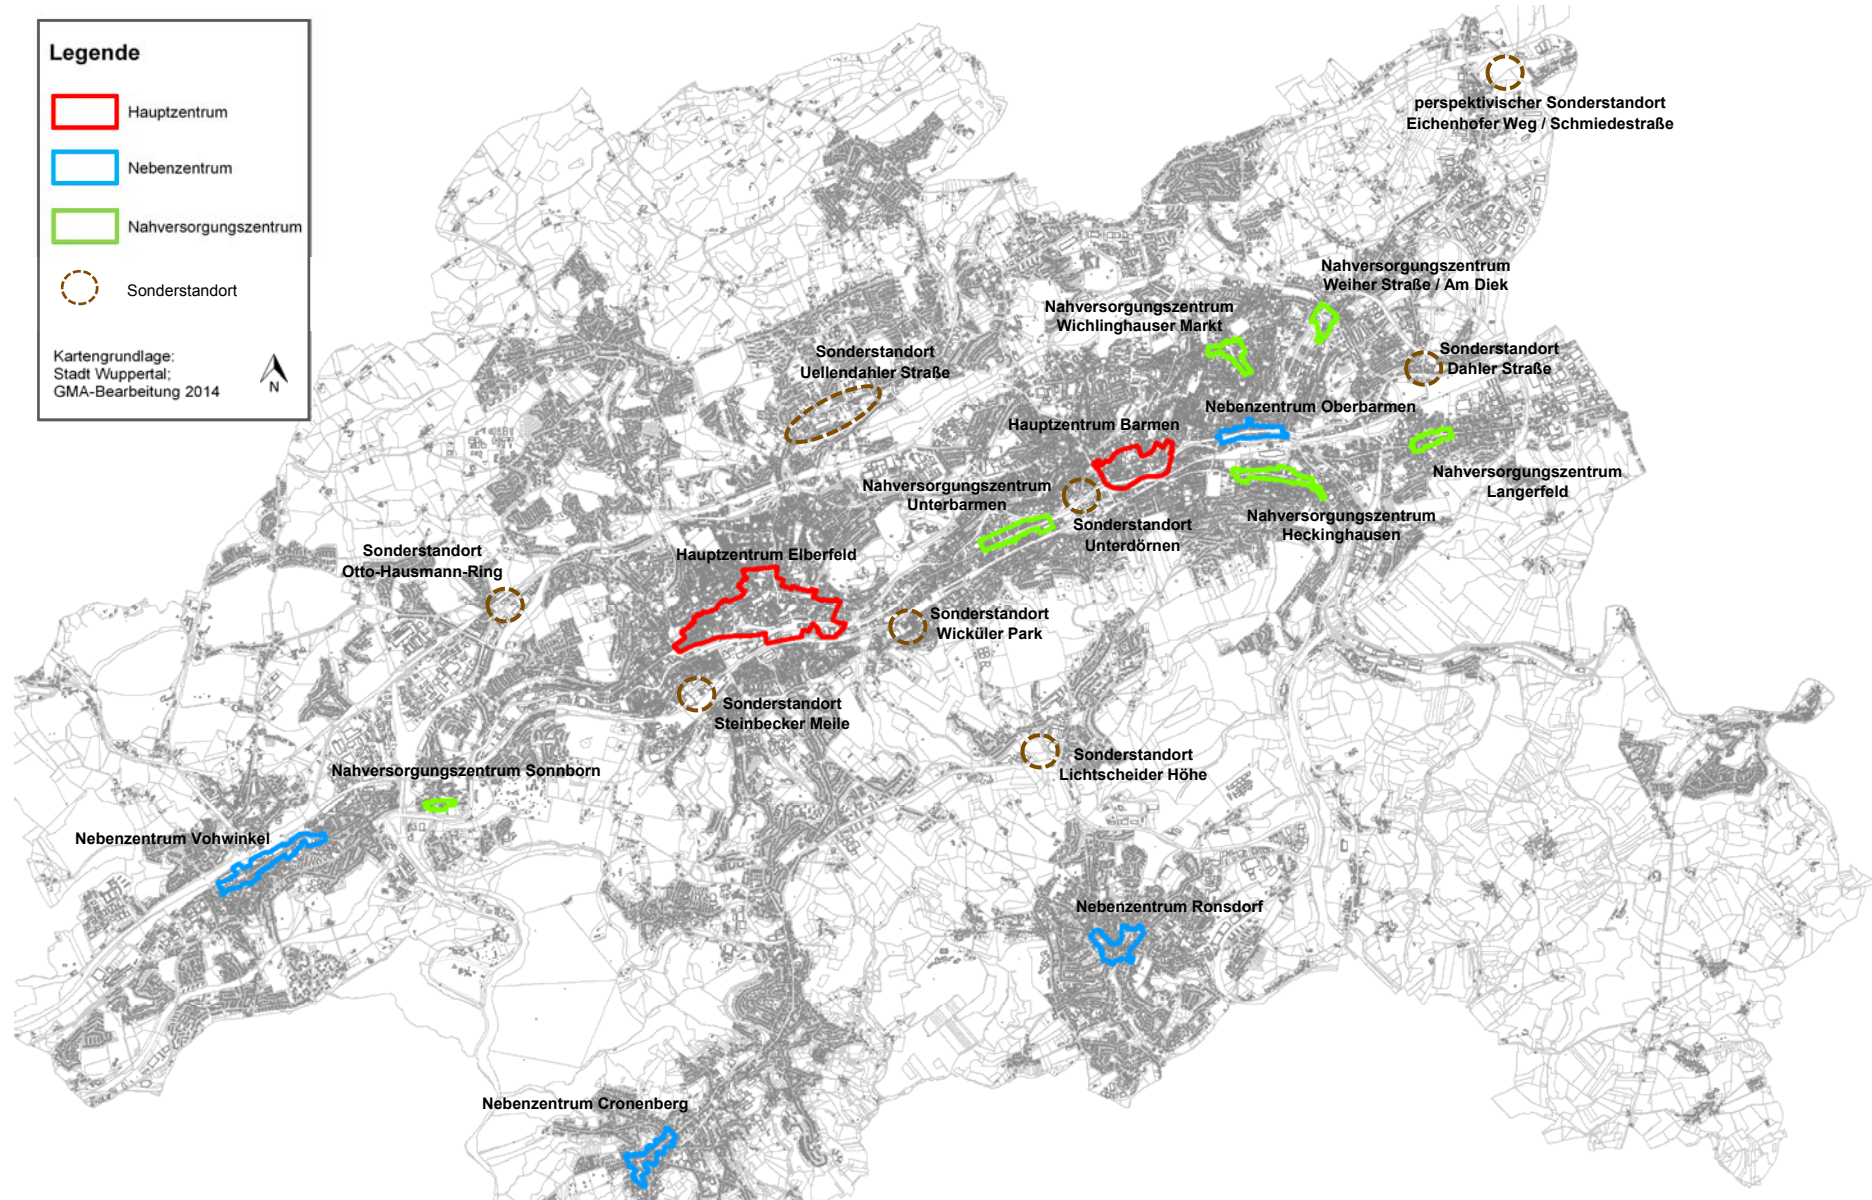 Legende
Hauptzentrum
Nebenzentrum
Nahversorgungszentrum
Sonderstandort
Kartengrundlage:
Stadt Wuppertal;
GMA-Bearbeitung 2014
N
perspektivischer Sonderstandort
Eichenhofer Weg / Schmiedestraße
Nahversorgungszentrum
Weiher Straße / Am Diek
Nahversorgungszentrum
Wichlinghauser Markt
Sonderstandort
Uellendahler Straße
Sonderstandort
Dahler Straße
Nebenzentrum Oberbarmen
Hauptzentrum Barmen
Nahversorgungszentrum
Langerfeld
Nahversorgungszentrum
Unterbarmen
Sonderstandort
Unterdörnen
Nahversorgungszentrum
Heckinghausen
Sonderstandort
Otto-Hausmann-Ring
Hauptzentrum Elberfeld
Sonderstandort
Wicküler Park
Sonderstandort
Steinbecker Meile
Sonderstandort
Lichtscheider Höhe
Nahversorgungszentrum Sonnborn
Nebenzentrum Vohwinkel
Nebenzentrum Ronsdorf
Nebenzentrum Cronenberg